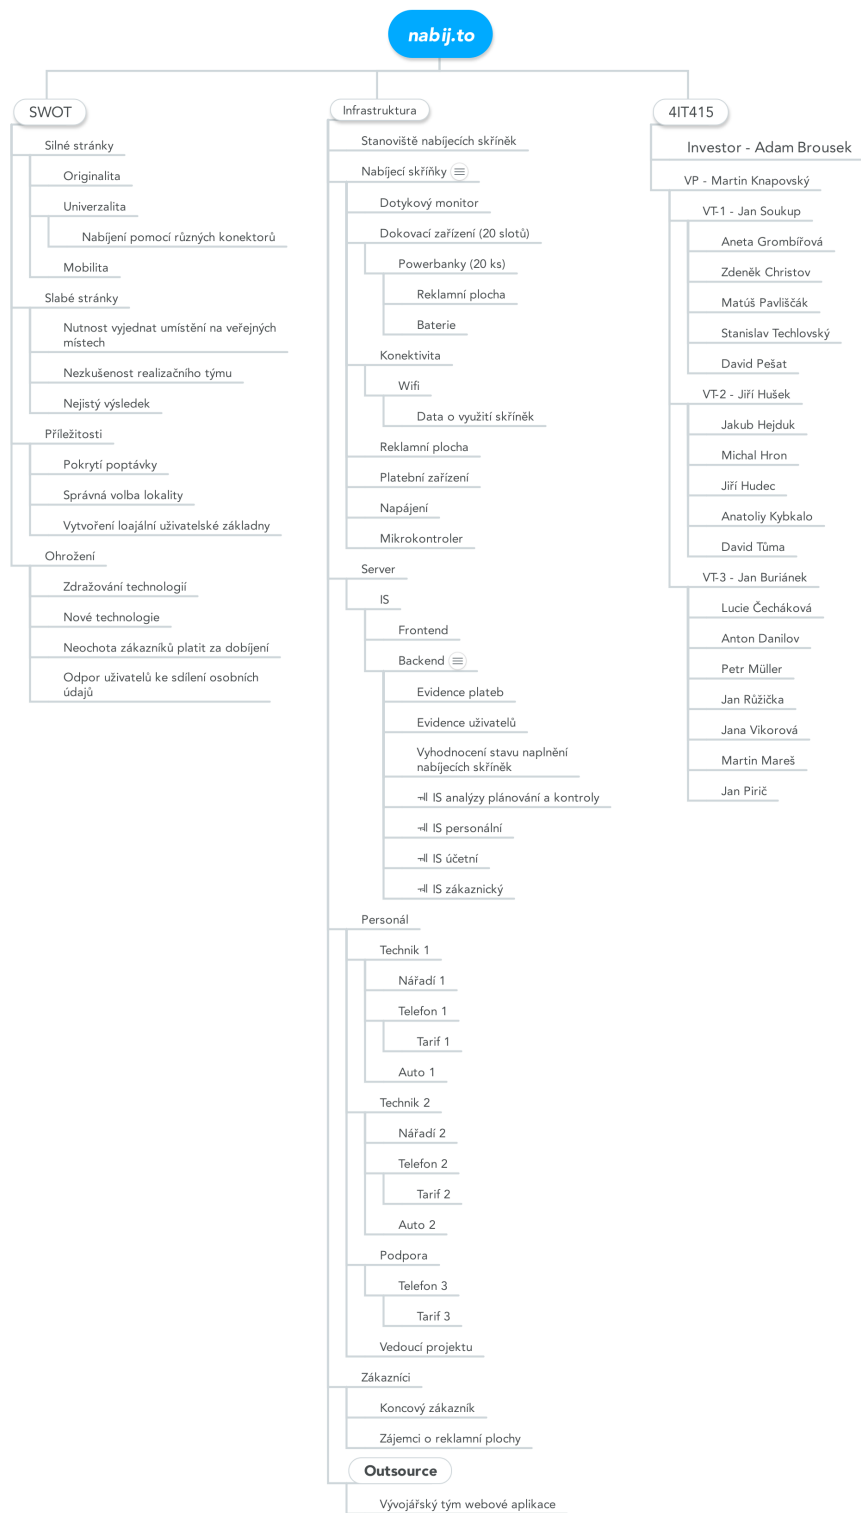 nabij.to
SWOT
Silné stránky
Originalita
Univerzalita
Nabíjení pomocí různých konektorů
Mobilita
Slabé stránky
Nutnost vyjednat umístění na veřejných
místech
Nezkušenost realizačního týmu
Nejistý výsledek
Příležitosti
Pokrytí poptávky
Správná volba lokality
Vytvoření loajální uživatelské základny
Ohrožení
Zdražování technologií
Nové technologie
Neochota zákazníků platit za dobíjení
Odpor uživatelů ke sdílení osobních
údajů
Infrastruktura
Stanoviště nabíjecích skříněk
Nabíjecí skříňky
Dotykový monitor
Dokovací zařízení (20 slotů)
Powerbanky (20 ks)
Reklamní plocha
Baterie
Konektivita
Wifi
Data o využití skříněk
Reklamní plocha
Platební zařízení
Napájení
Mikrokontroler
Server
IS
Frontend
Backend
Evidence plateb
Evidence uživatelů
Vyhodnocení stavu naplnění
nabíjecích skříněk
IS analýzy plánování a kontroly
IS personální
IS účetní
IS zákaznický
Personál
Technik 1
Nářadí 1
Telefon 1
Tarif 1
Auto 1
Technik 2
Nářadí 2
Telefon 2
Tarif 2
Auto 2
Podpora
Telefon 3
Tarif 3
Vedoucí projektu
Zákazníci
Koncový zákazník
Zájemci o reklamní plochy
Outsource
Vývojářský tým webové aplikace
4IT415
Investor - Adam Brousek
VP - Martin Knapovský
VT-1 - Jan Soukup
Aneta Grombířová
Zdeněk Christov
Matúš Pavliščák
Stanislav Techlovský
David Pešat
VT-2 - Jiří Hušek
Jakub Hejduk
Michal Hron
Jiří Hudec
Anatoliy Kybkalo
David Tůma
VT-3 - Jan Buriánek
Lucie Čecháková
Anton Danilov
Petr Müller
Jan Růžička
Jana Vikorová
Martin Mareš
Jan Pirič